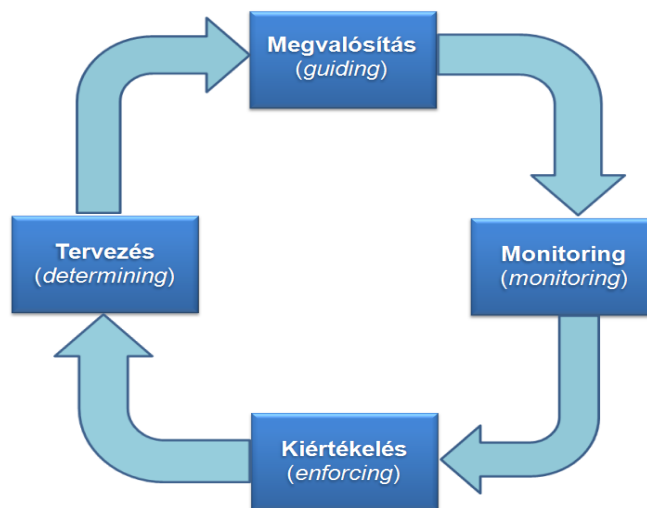 Megvalósítás
(guiding)
Tervezés
(determining)
Monitoring
(monitoring)
Kiértékelés
(enforcing)